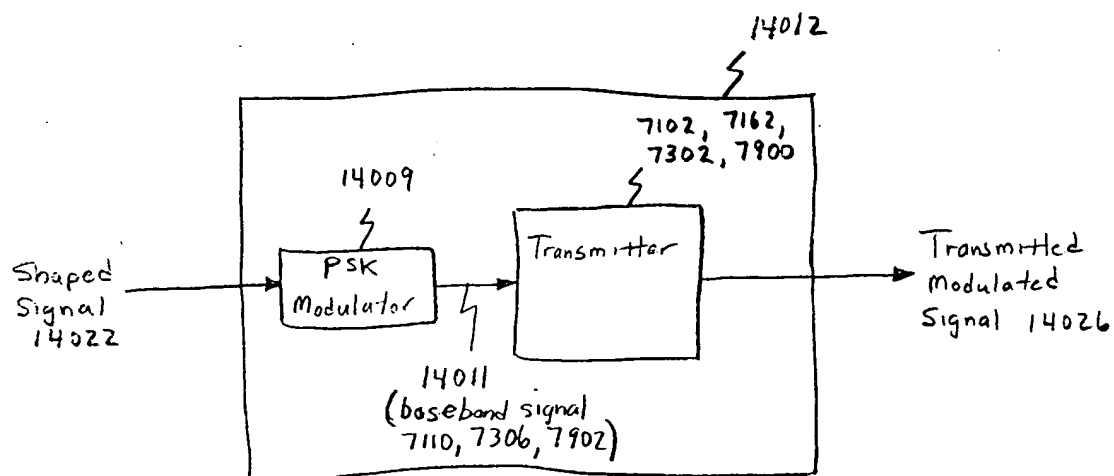 14012
7102, 7162,
7302, 7900
14009
Transmitter
PSK
Modulator
Shaped
Signal
14022
Transmitted
Modulated
Signal 14026
14011
(baseband signal
7110, 7306, 7902)